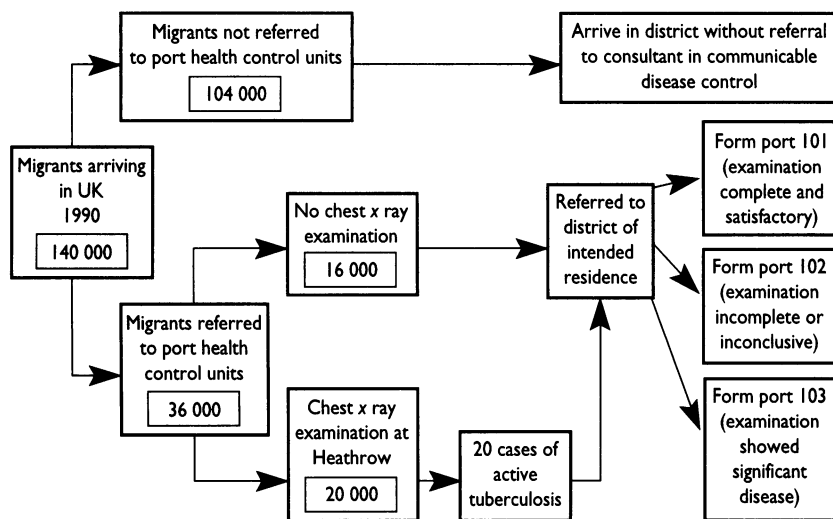 Migrants not referred
to port health control units
104 000
Arrive in district without referral
to consultant in communicable
disease control
Migrants arriving
in UK
1990
140 000
No chest x ray
examination
16 000
Referred to
district of
intended
residence
Form port 101
(examination
complete and
satisfactory)
Form port 102
(examination
incomplete or
inconclusive)
Migrants referred
to port health
control units
36 000
Chest x ray
examination at
Heathrow
20 000
20 cases of
active
tuberculosis
Form port 103
(examination
showed
significant
disease)